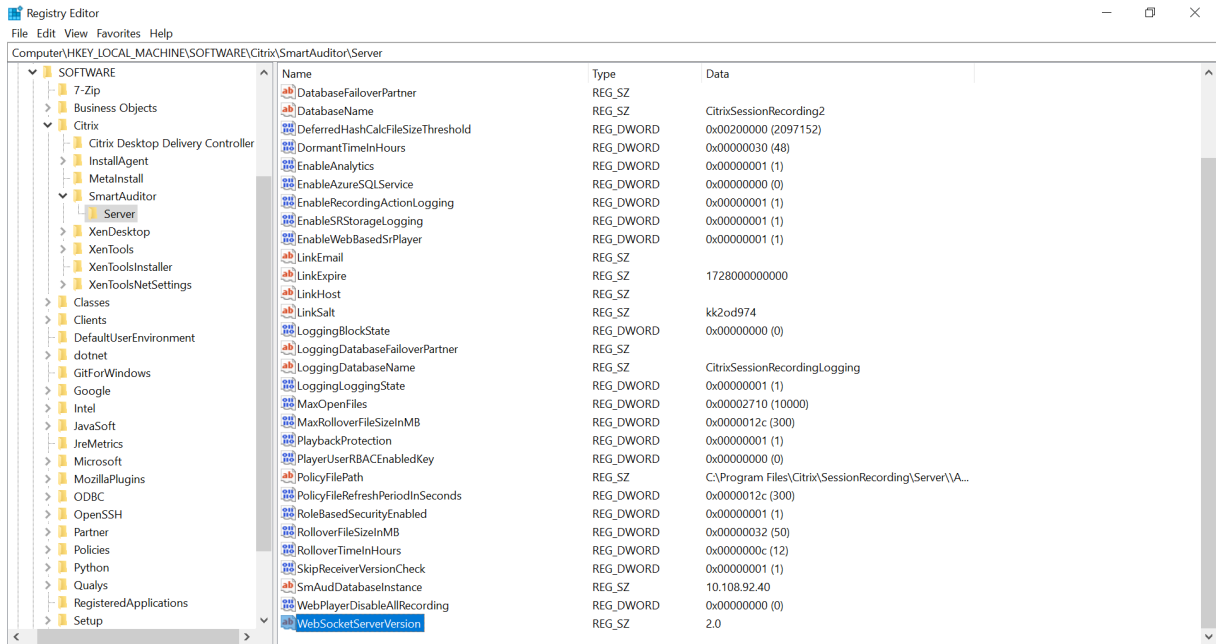 Registry Editor
File Edit View Favorites Help
Computer\HKEY_LOCAL_MACHINE\SOFTWARE\Citrix\SmartAuditor\Server
SOFTWARE
7-Zip
Business Objects
Citrix
Citrix Desktop Delivery Controller
InstallAgent
MetaInstall
SmartAuditor
Server
XenDesktop
XenTools
XenToolsInstaller
XenToolsNetSettings
Classes
Clients
DefaultUserEnvironment
dotnet
GitForWindows
Google
Intel
JavaSoft
JreMetrics
Microsoft
MozillaPlugins
ODBC
OpenSSH
Partner
Policies
Python
Qualys
RegisteredApplications
Setup
Name Type Data
DatabaseFailoverPartner REG_SZ
DatabaseName REG_SZ CitrixSessionRecording2
DeferredHashCalcFileSizeThreshold REG_DWORD 0x00200000 (2097152)
DormantTimeInHours REG_DWORD 0x00000030 (48)
EnableAnalytics REG_DWORD 0x00000001 (1)
EnableAzureSQLService REG_DWORD 0x00000000 (0)
EnableRecordingActionLogging REG_DWORD 0x00000001 (1)
EnableSRStorageLogging REG_DWORD 0x00000001 (1)
EnableWebBasedSrPlayer REG_DWORD 0x00000001 (1)
LinkEmail REG_SZ
LinkExpire REG_SZ 1728000000000
LinkHost REG_SZ
LinkSalt REG_SZ kk2od974
LoggingBlockState REG_DWORD 0x00000000 (0)
LoggingDatabaseFailoverPartner REG_SZ
LoggingDatabaseName REG_SZ CitrixSessionRecordingLogging
LoggingLoggingState REG_DWORD 0x00000001 (1)
MaxOpenFiles REG_DWORD 0x00002710 (10000)
MaxRolloverFileSizeInMB REG_DWORD 0x0000012c (300)
PlaybackProtection REG_DWORD 0x00000001 (1)
PlayerUserRBACEnabledKey REG_DWORD 0x00000000 (0)
PolicyFilePath REG_SZ C:\Program Files\Citrix\SessionRecording\Server\\A...
PolicyFileRefreshPeriodInSeconds REG_DWORD 0x0000012c (300)
RoleBasedSecurityEnabled REG_DWORD 0x00000001 (1)
RolloverFileSizeInMB REG_DWORD 0x00000032 (50)
RolloverTimeInHours REG_DWORD 0x0000000c (12)
SkipReceiverVersionCheck REG_DWORD 0x00000001 (1)
SmAudDatabaseInstance REG_SZ 10.108.92.40
WebPlayerDisableAllRecording REG_DWORD 0x00000000 (0)
WebSocketServerVersion REG_SZ 2.0